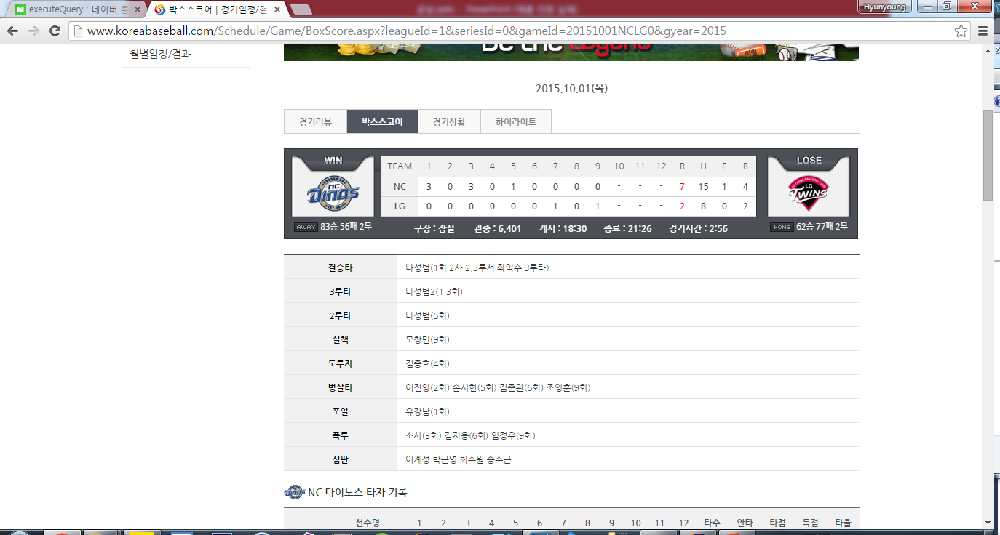 executeQuery : 네이버 통
박스스코어 | 경기일정/결
Hyunyoung
www.koreabaseball.com/Schedule/Game/BoxScore.aspx?leagueId=1&seriesId=0&gameId=20151001NCLG0&gyear=2015
월별일정/결과
Be the Legend
2015.10.01(목)
경기리뷰 박스스코어 경기상황 하이라이트
WIN
TEAM 1 2 3 4 5 6 7 8 9 10 11 12 R H E B
LOSE
NC 3 0 3 0 1 0 0 0 0 - - - 7 15 1 4
LG 0 0 0 0 0 0 1 0 1 - - - 2 8 0 2
NC DINOS
LG TWINS
AWAY 83승 56패 2무
구장 : 잠실 관중 : 6,401 개시 : 18:30 종료 : 21:26 경기시간 : 2:56
HOME 62승 77패 2무
결승타 나성범(1회 2사 2,3루서 좌익수 3루타)
3루타 나성범2(1 3회)
2루타 나성범(5회)
실책 모창민(9회)
도루자 김종호(4회)
병살타 이진영(2회) 손시헌(5회) 김준완(6회) 조영훈(9회)
포일 유강남(1회)
폭투 소사(3회) 김지용(6회) 임정우(9회)
심판 이계성 박근영 최수원 송수근
NC 다이노스 타자 기록
선수명 1 2 3 4 5 6 7 8 9 10 11 12 타수 안타 타점 득점 타율